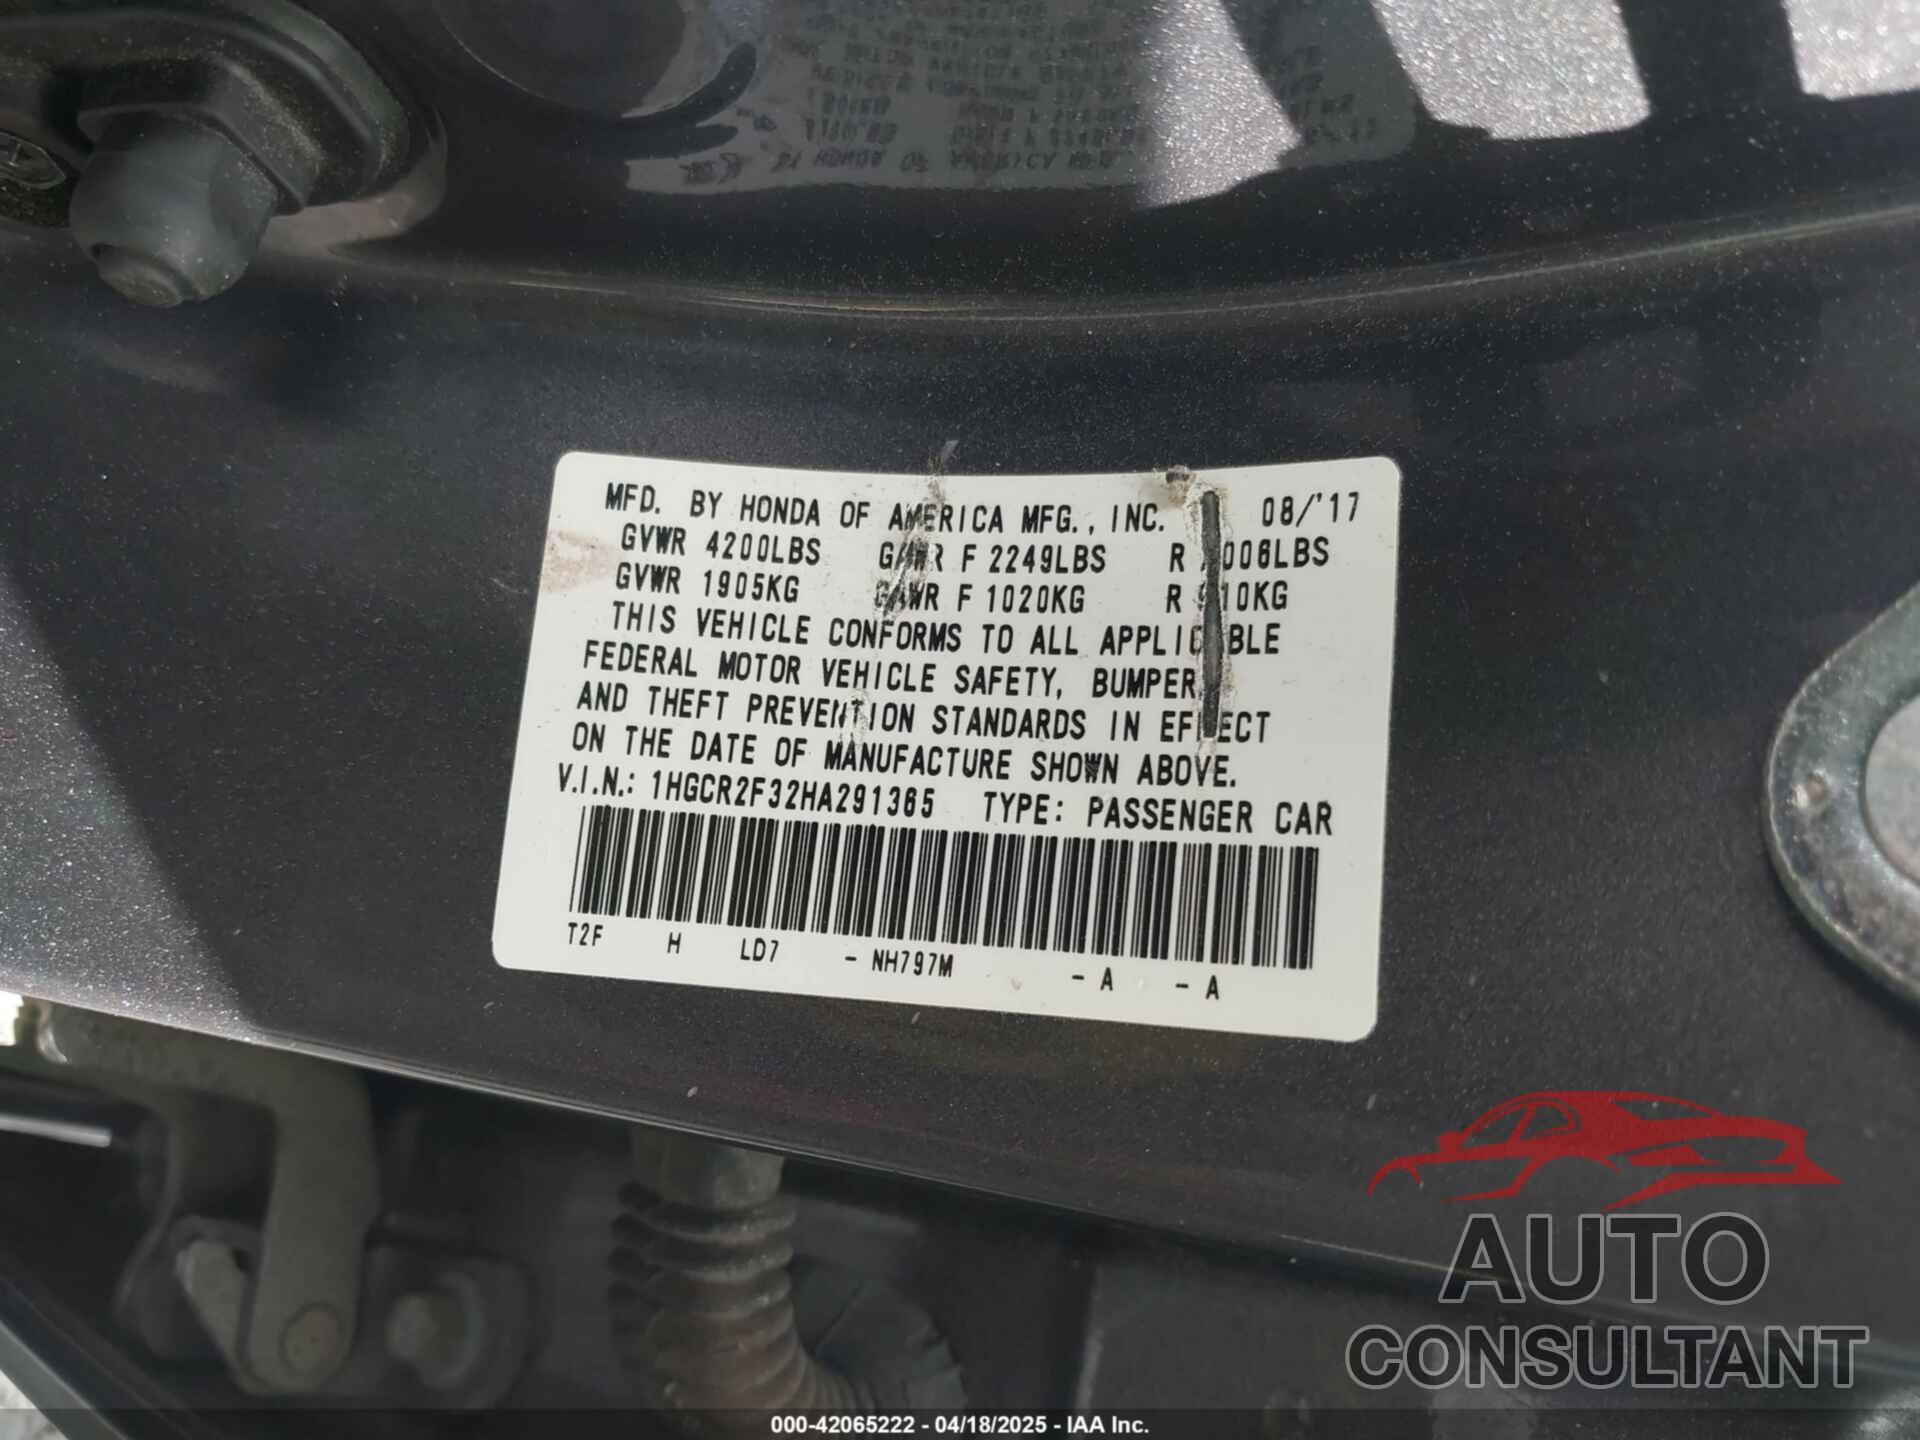 MFD. BY HONDA OF AMERICA MFG., INC. 08/'17
GVWR 4200LBS GAWR F 2249LBS R 006LBS
GVWR 1905KG GAWR F 1020KG R 910KG
THIS VEHICLE CONFORMS TO ALL APPLICABLE
FEDERAL MOTOR VEHICLE SAFETY, BUMPER,
AND THEFT PREVENTION STANDARDS IN EFFECT
ON THE DATE OF MANUFACTURE SHOWN ABOVE.
V.I.N.: 1HGCR2F32HA291365 TYPE: PASSENGER CAR
T2F H LD7 - NH797M - A - A
AUTO
CONSULTANT
000-42065222 - 04/18/2025 - IAA Inc.